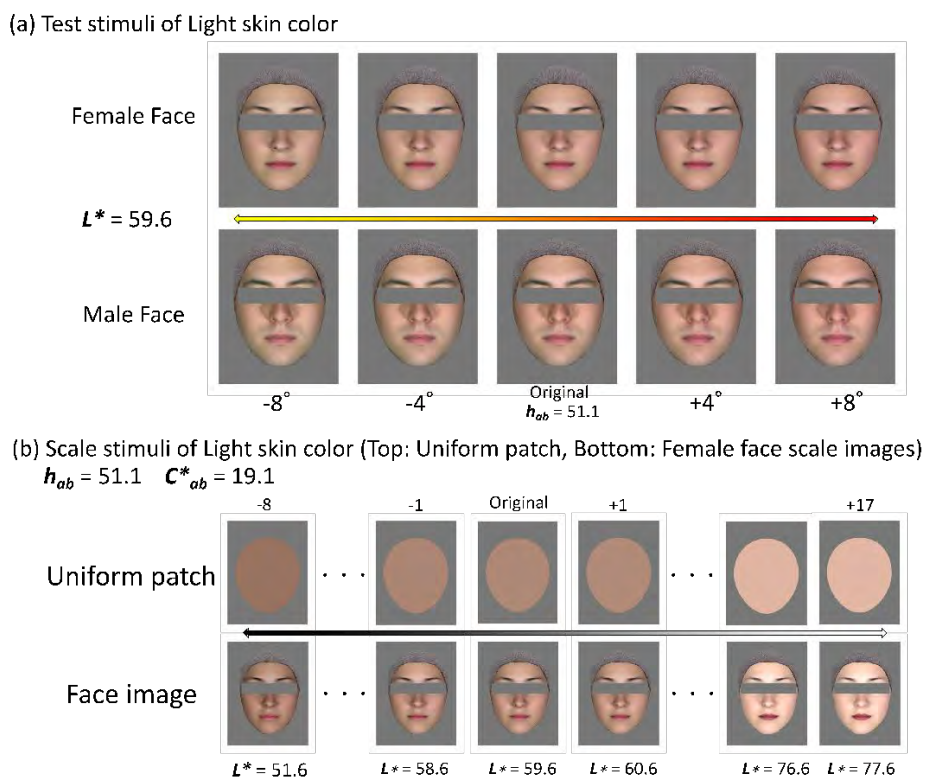 (a) Test stimuli of Light skin color
Female Face
L* = 59.6
Male Face
-8° -4° Original +4° +8°
hab = 51.1
(b) Scale stimuli of Light skin color (Top: Uniform patch, Bottom: Female face scale images)
hab = 51.1 C*ab = 19.1
-8 -1 Original +1 +17
Uniform patch . . . . . .
Face image . . . . . .
L* = 51.6 L* = 58.6 L* = 59.6 L* = 60.6 L* = 76.6 L* = 77.6